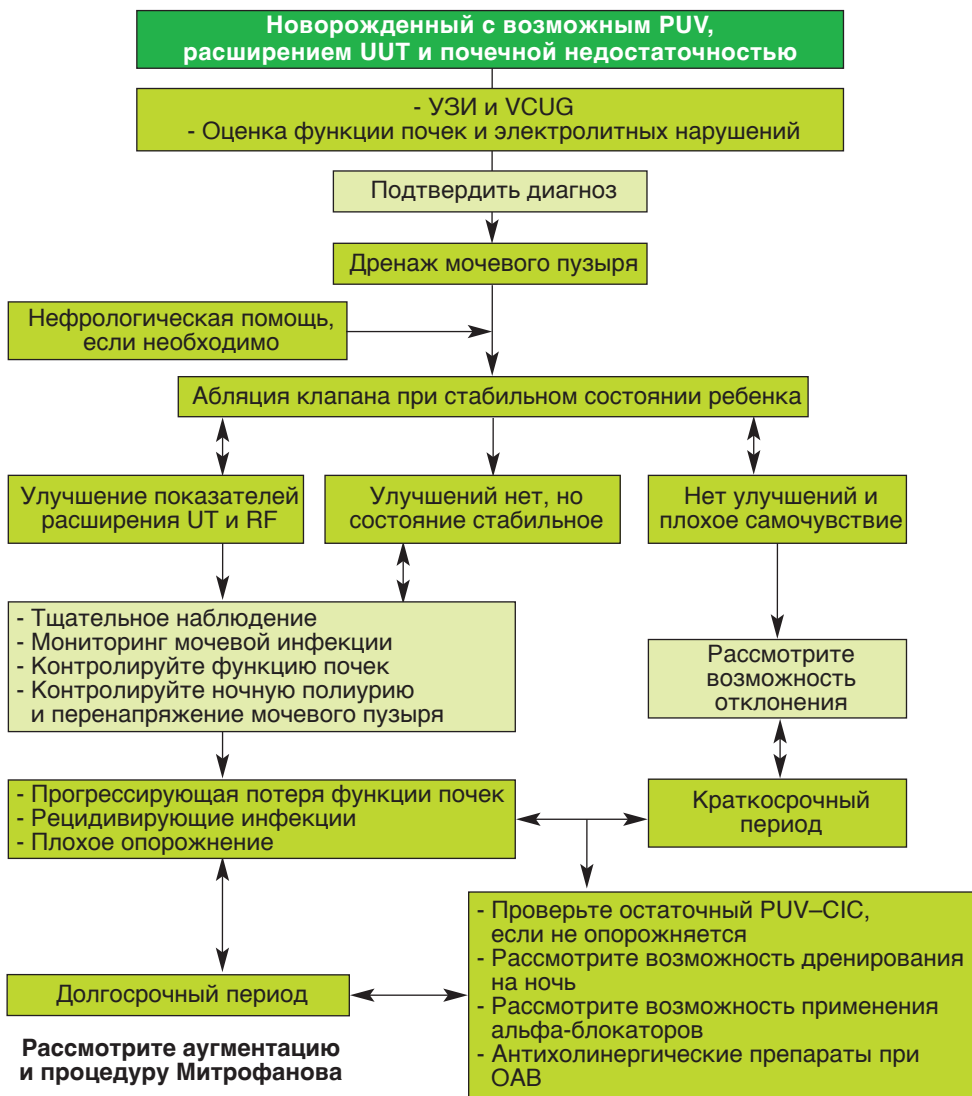 Новорожденный с возможным PUV,
расширением UUT и почечной недостаточностью
- УЗИ и VCUG
- Оценка функции почек и электролитных нарушений
Подтвердить диагноз
Дренаж мочевого пузыря
Нефрологическая помощь,
если необходимо
Абляция клапана при стабильном состоянии ребенка
Улучшение показателей
расширения UT и RF
Улучшений нет, но
состояние стабильное
Нет улучшений и
плохое самочувствие
- Тщательное наблюдение
- Мониторинг мочевой инфекции
- Контролируйте функцию почек
- Контролируйте ночную полиурию
и перенапряжение мочевого пузыря
Рассмотрите
возможность
отклонения
- Прогрессирующая потеря функции почек
- Рецидивирующие инфекции
- Плохое опорожнение
Краткосрочный
период
- Проверьте остаточный PUV–CIC,
если не опорожняется
- Рассмотрите возможность дренирования
на ночь
- Рассмотрите возможность применения
альфа-блокаторов
- Антихолинергические препараты при
OAB
Долгосрочный период
Рассмотрите аугментацию
и процедуру Митрофанова